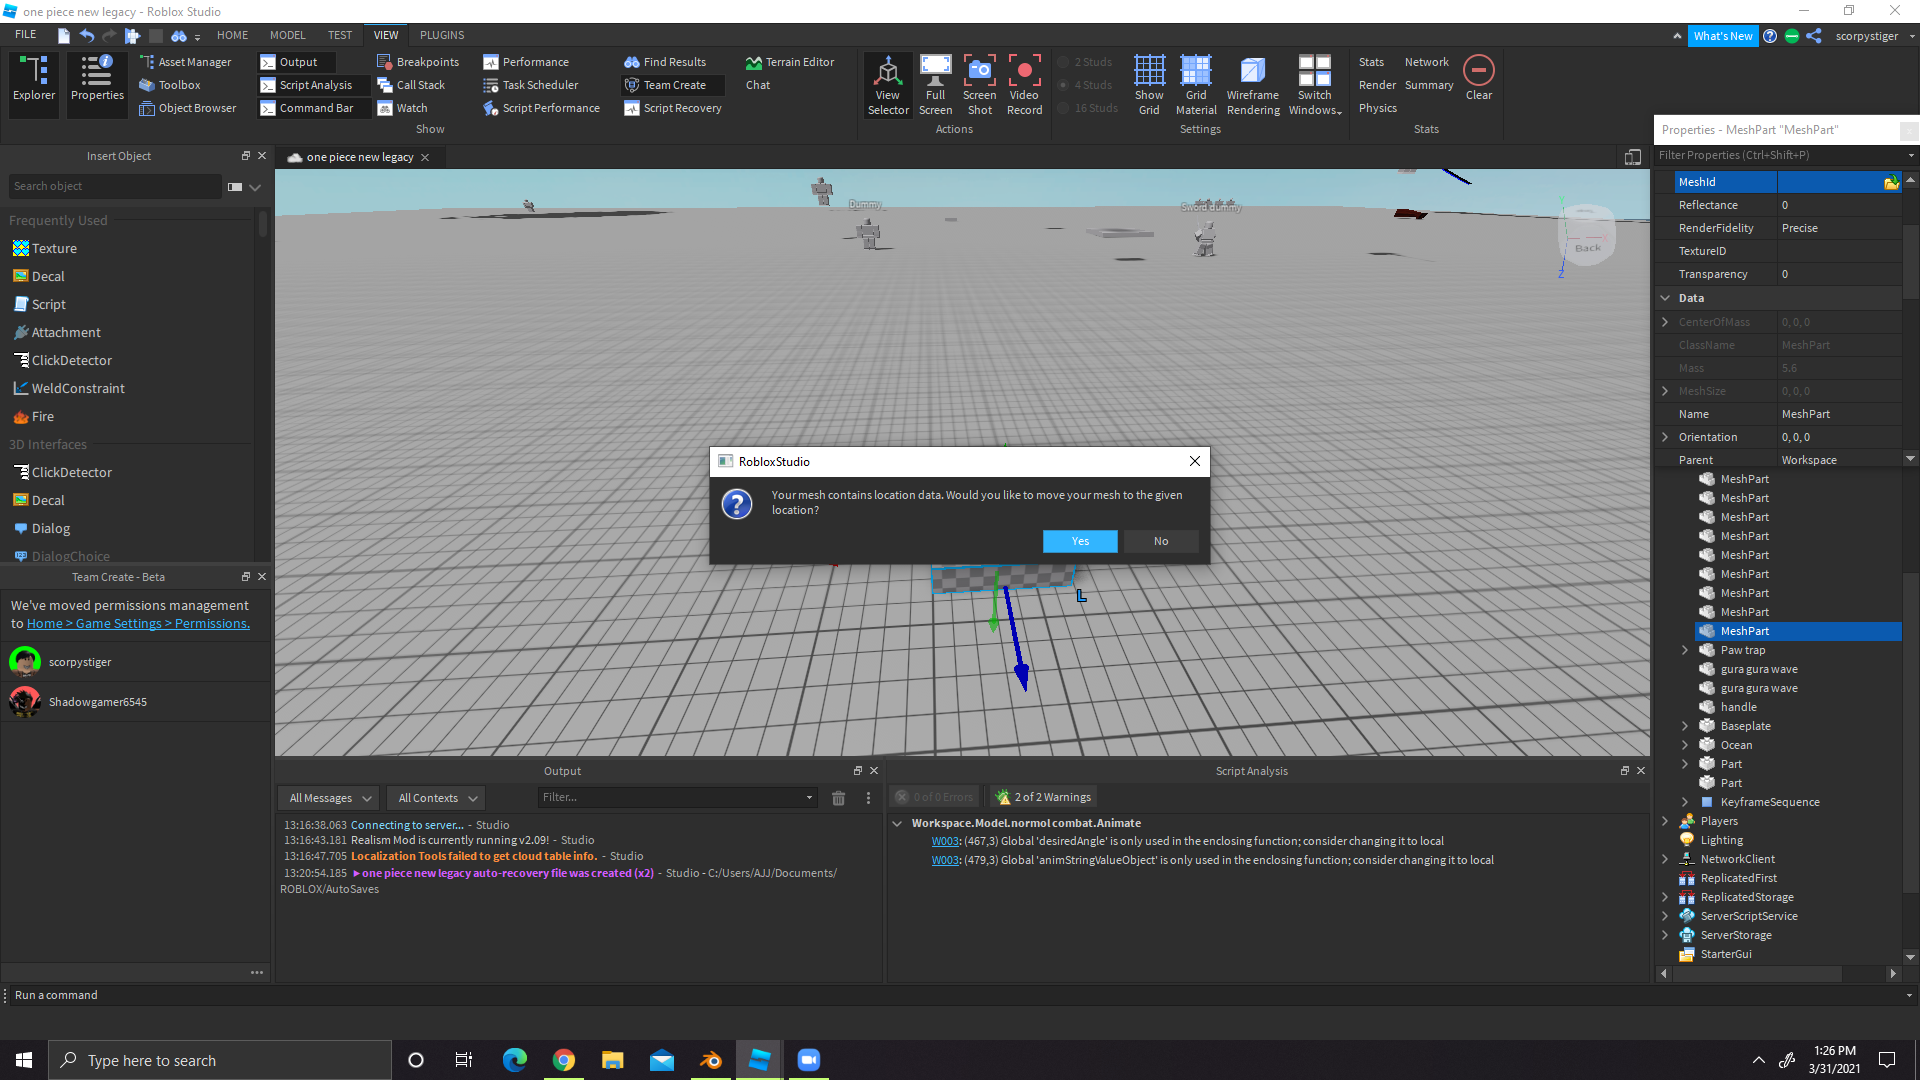 one piece new legacy - Roblox Studio
FILE
HOME
MODEL
TEST
VIEW
PLUGINS
What's New
scorpystiger
Explorer
Properties
Asset Manager
Toolbox
Object Browser
Output
Script Analysis
Command Bar
Breakpoints
Call Stack
Watch
Performance
Task Scheduler
Script Performance
Find Results
Team Create
Script Recovery
Terrain Editor
Chat
Show
View
Selector
Full
Screen
Screen
Shot
Video
Record
Actions
2 Studs
4 Studs
16 Studs
Show
Grid
Grid
Material
Wireframe
Rendering
Switch
Windows
Settings
Stats
Render
Physics
Network
Summary
Clear
Stats
Insert Object
Search object
Frequently Used
Texture
Decal
Script
Attachment
ClickDetector
WeldConstraint
Fire
3D Interfaces
ClickDetector
Decal
Dialog
DialogChoice
Team Create - Beta
We've moved permissions management
to Home > Game Settings > Permissions.
scorpystiger
Shadowgamer6545
one piece new legacy
Dummy
Sword dummy
Back
Z
RobloxStudio
Your mesh contains location data. Would you like to move your mesh to the given
location?
Yes
No
L
Output
All Messages
All Contexts
Filter...
13:16:38.063 Connecting to server... - Studio
13:16:43.181 Realism Mod is currently running v2.09! - Studio
13:16:47.705 Localization Tools failed to get cloud table info. - Studio
13:20:54.185 ▶ one piece new legacy auto-recovery file was created (x2) - Studio - C:/Users/AJJ/Documents/
ROBLOX/AutoSaves
Script Analysis
0 of 0 Errors
2 of 2 Warnings
Workspace.Model.normol combat.Animate
W003: (467,3) Global 'desiredAngle' is only used in the enclosing function; consider changing it to local
W003: (479,3) Global 'animStringValueObject' is only used in the enclosing function; consider changing it to local
Properties - MeshPart "MeshPart"
Filter Properties (Ctrl+Shift+P)
MeshId
Reflectance 0
RenderFidelity Precise
TextureID
Transparency 0
Data
CenterOfMass 0, 0, 0
ClassName MeshPart
Mass 5.6
MeshSize 0, 0, 0
Name MeshPart
Orientation 0, 0, 0
Parent Workspace
MeshPart
MeshPart
MeshPart
MeshPart
MeshPart
MeshPart
MeshPart
MeshPart
MeshPart
Paw trap
gura gura wave
gura gura wave
handle
Baseplate
Ocean
Part
Part
KeyframeSequence
Players
Lighting
NetworkClient
ReplicatedFirst
ReplicatedStorage
ServerScriptService
ServerStorage
StarterGui
Run a command
Type here to search
1:26 PM
3/31/2021